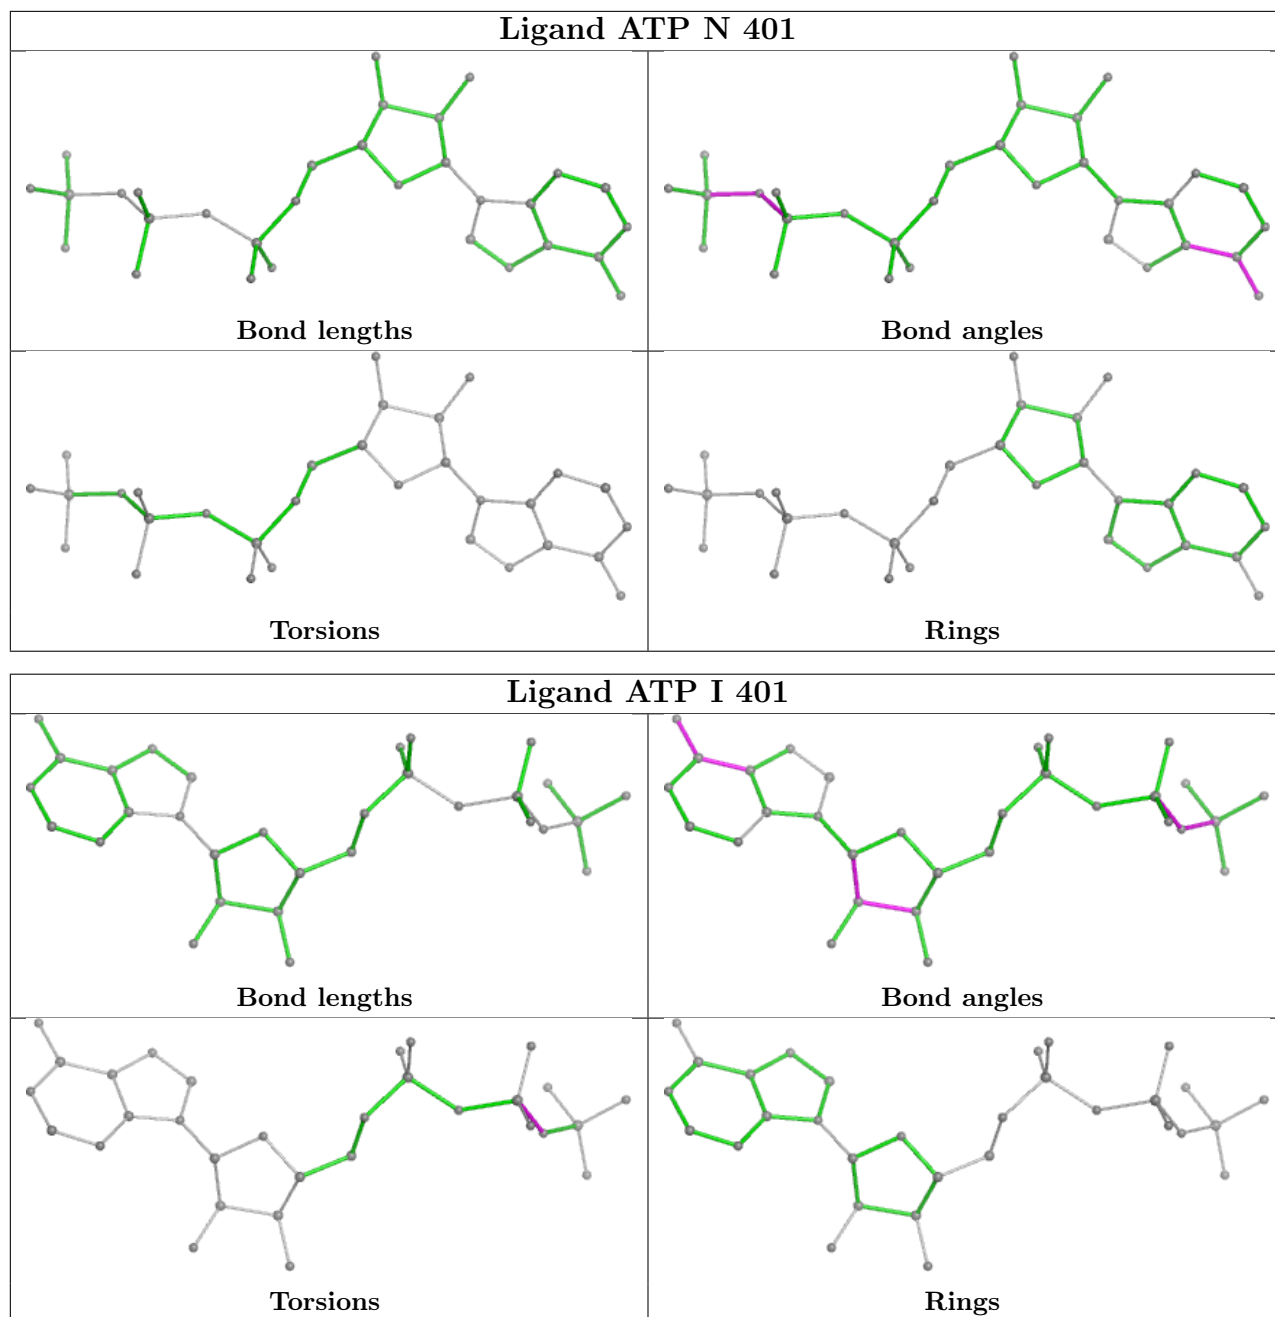 Ligand ATP N 401
Bond lengths
Bond angles
Torsions
Rings
Ligand ATP I 401
Bond lengths
Bond angles
Torsions
Rings